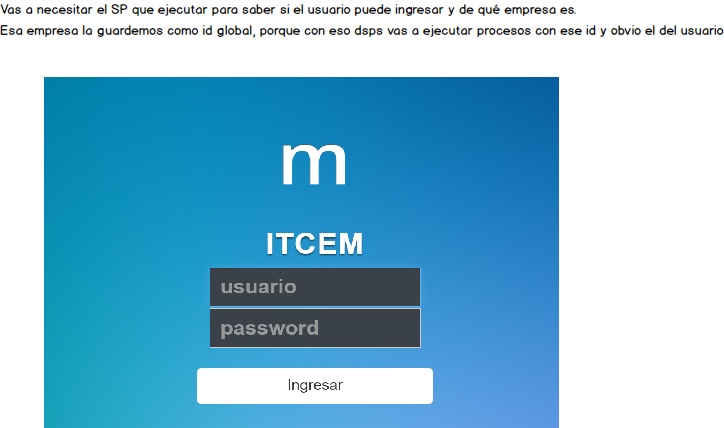 Vas a necesitar el SP que ejecutar para saber si el usuario puede ingresar y de qué empresa es.
Esa empresa la guardemos como id global, porque con eso dsps vas a ejecutar procesos con ese id y obvio el del usuario
m
ITCEM
usuario
password
Ingresar